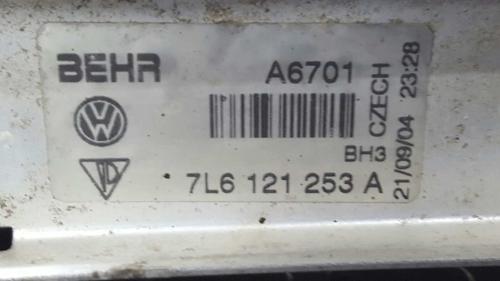 BEHR
A6701
BH3
7L6 121 253 A
CZECH
21/09/04 23:28